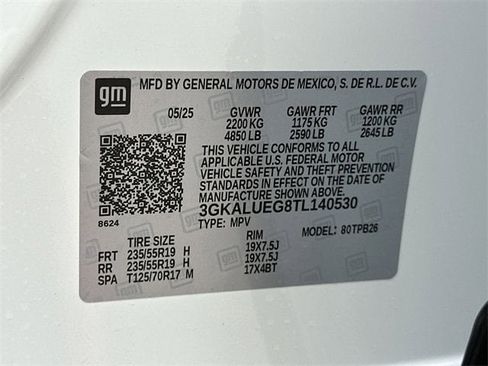 gm MFD BY GENERAL MOTORS DE MEXICO, S. DE R.L. DE C.V.
05/25 GVWR GAWR FRT GAWR RR
2200 KG 1175 KG 1200 KG
4850 LB 2590 LB 2645 LB
THIS VEHICLE CONFORMS TO ALL
APPLICABLE U.S. FEDERAL MOTOR
VEHICLE SAFETY AND THEFT PREVENTION
STANDARDS IN EFFECT ON THE DATE OF
MANUFACTURE SHOWN ABOVE.
3GKALUEG8TL140530
8624 TYPE: MPV MODEL: 80TPB26
TIRE SIZE RIM
FRT 235/55R19 H 19X7.5J
RR 235/55R19 H 19X7.5J
SPA T125/70R17 M 17X4BT